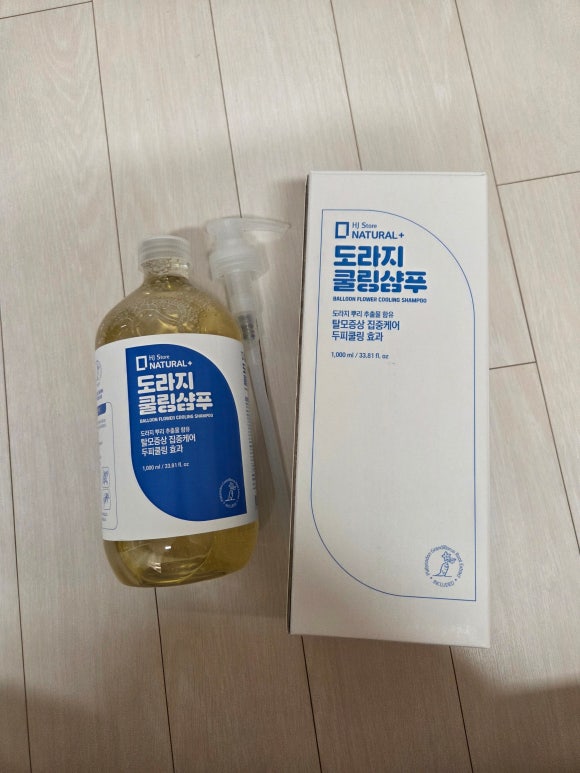 HJ Store
NATURAL+
도라지
쿨링샴푸
BALLOON FLOWER COOLING SHAMPOO
도라지 뿌리 추출물 함유
탈모증상 집중케어
두피쿨링 효과
1,000 ml / 33.81 fl. oz
HJ Store
NATURAL+
도라지
쿨링샴푸
BALLOON FLOWER COOLING SHAMPOO
도라지 뿌리 추출물 함유
탈모증상 집중케어
두피쿨링 효과
1,000 ml / 33.81 fl. oz
Root Extract
INCLUDED